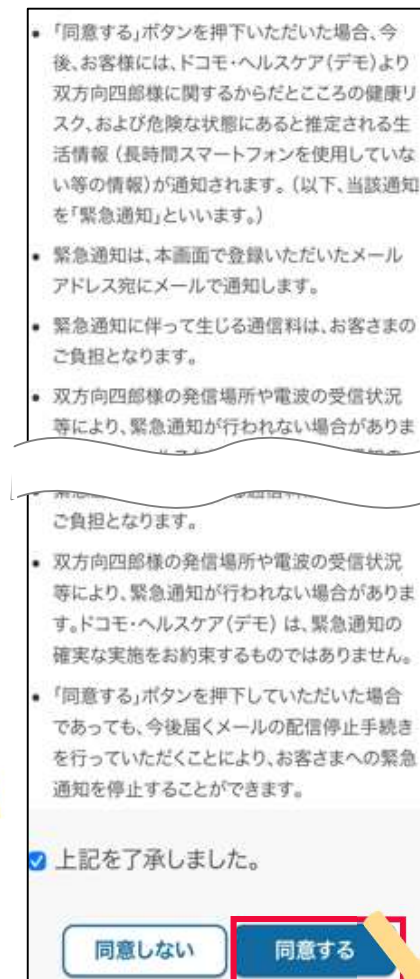 • 「同意する」ボタンを押下いただいた場合、今
後、お客様には、ドコモ・ヘルスケア（デモ）より
双方向四郎様に関するからだとこころの健康リ
スク、および危険な状態にあると推定される生
活情報（長時間スマートフォンを使用していな
い等の情報）が通知されます。（以下、当該通知
を「緊急通知」といいます。）
• 緊急通知は、本画面で登録いただいたメール
アドレス宛にメールで通知します。
• 緊急通知に伴って生じる通信料は、お客さまの
ご負担となります。
• 双方向四郎様の発信場所や電波の受信状況
等により、緊急通知が行われない場合がありま
ご負担となります。
• 双方向四郎様の発信場所や電波の受信状況
等により、緊急通知が行われない場合がありま
す。ドコモ・ヘルスケア（デモ）は、緊急通知の
確実な実施をお約束するものではありません。
• 「同意する」ボタンを押下していただいた場合
であっても、今後届くメールの配信停止手続き
を行っていただくことにより、お客さまへの緊急
通知を停止することができます。
上記を了承しました。
同意しない
同意する